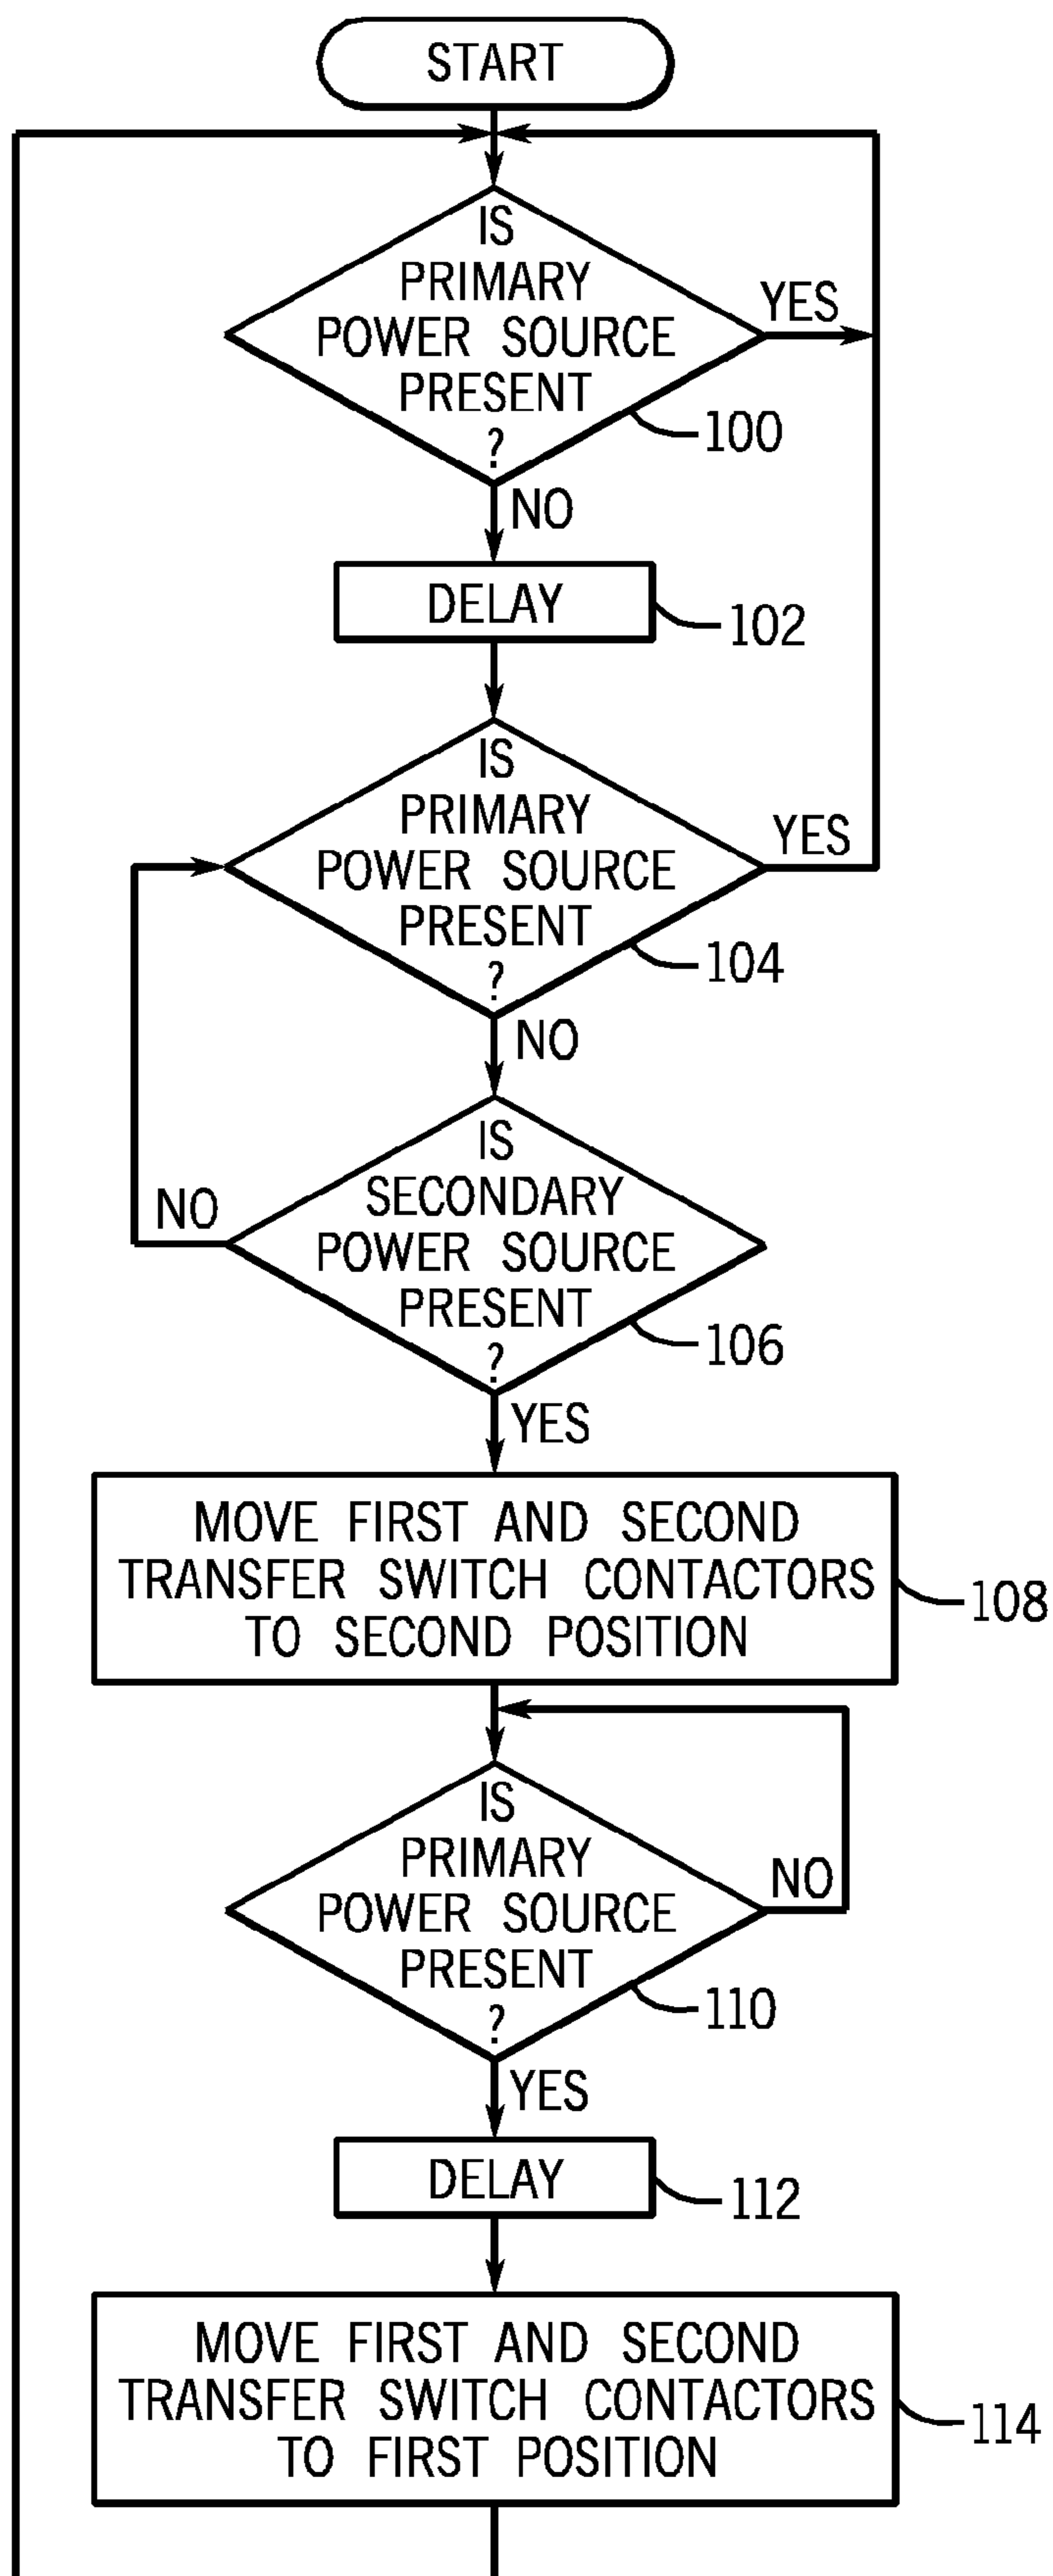 START
IS
PRIMARY
POWER SOURCE
PRESENT
?
YES
100
NO
DELAY
102
IS
PRIMARY
POWER SOURCE
PRESENT
?
YES
104
NO
IS
SECONDARY
POWER SOURCE
PRESENT
?
NO
106
YES
MOVE FIRST AND SECOND
TRANSFER SWITCH CONTACTORS
TO SECOND POSITION
108
IS
PRIMARY
POWER SOURCE
PRESENT
?
NO
110
YES
DELAY
112
MOVE FIRST AND SECOND
TRANSFER SWITCH CONTACTORS
TO FIRST POSITION
114